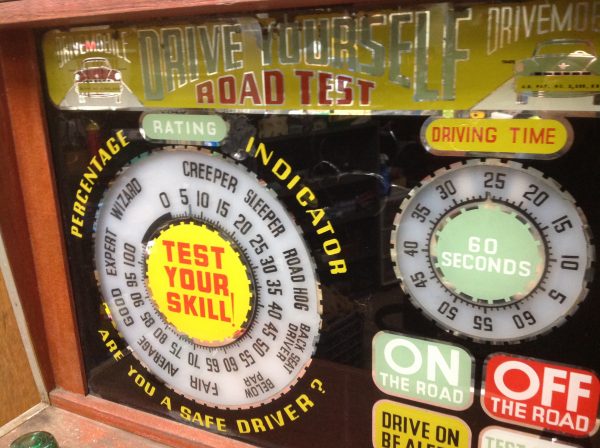 DRIVEMOBILE
DRIVE YOURSELF
ROAD TEST
DRIVEMOBILE
RATING
PERCENTAGE INDICATOR
CREEPER
SLEEPER
ROAD HOG
BACK SEAT
DRIVER
BELOW
PAR
FAIR
AVERAGE
GOOD
EXPERT
WIZARD
0 5 10 15 20 25 30 35 40 45 50 55 60 65 70 75 80 85 90 95 100
TEST
YOUR
SKILL!
ARE YOU A SAFE DRIVER?
DRIVING TIME
5 10 15 20 25 30 35 40 45 50 55
60
SECONDS
ON
THE ROAD
OFF
THE ROAD
DRIVE ON
TEST